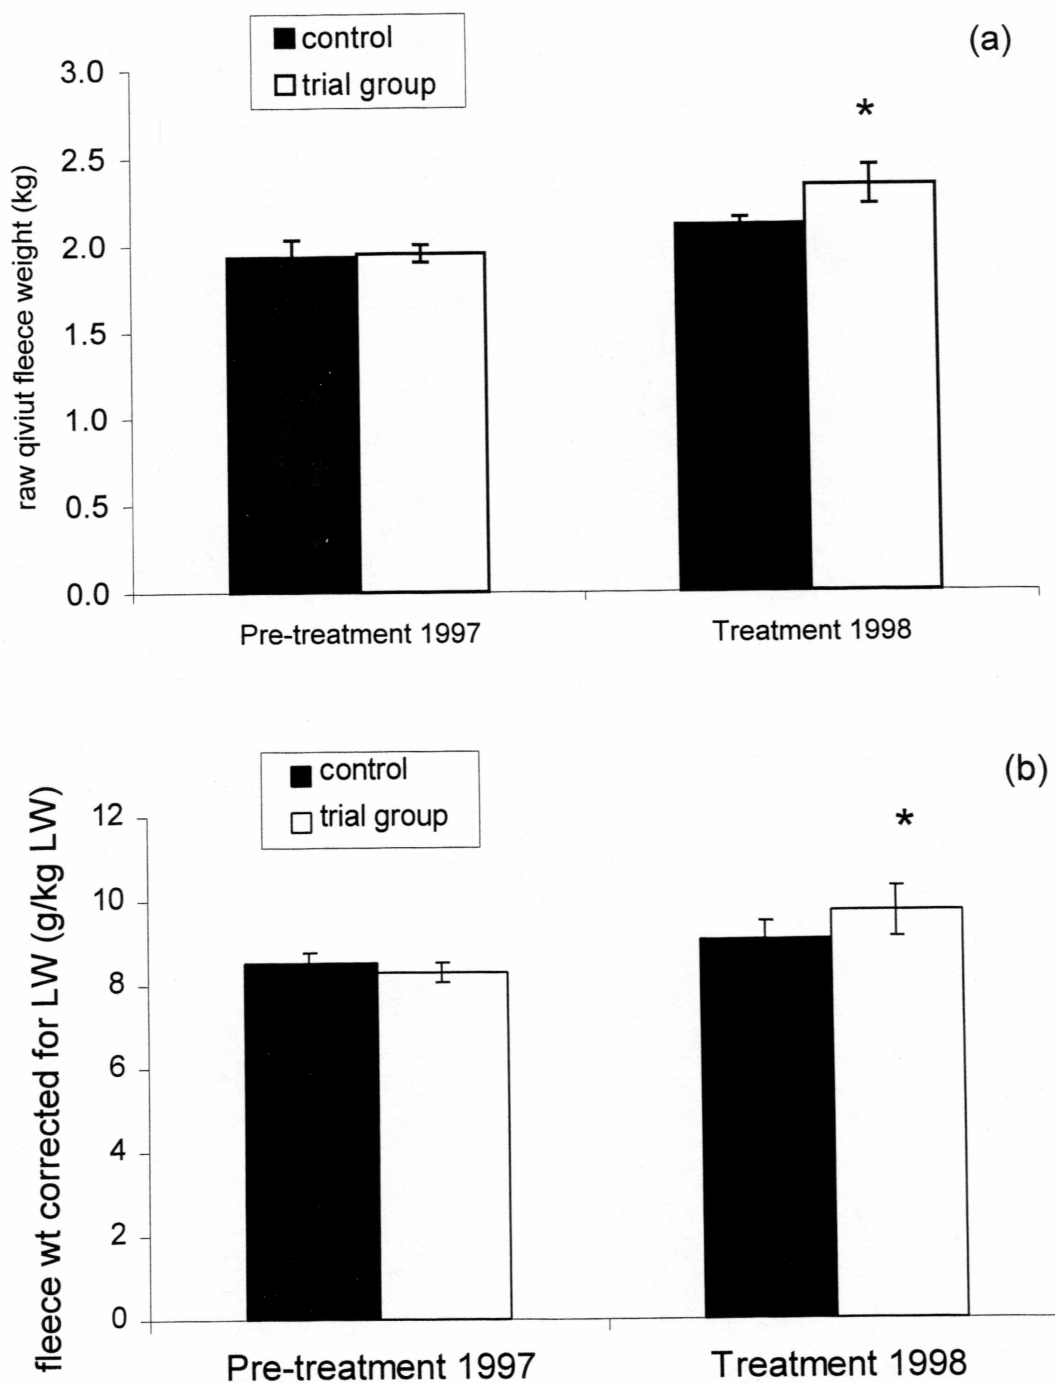 control
trial group
(a)
3.0
2.5
2.0
1.5
1.0
0.5
0.0
raw qiviut fleece weight (kg)
*
Pre-treatment 1997
Treatment 1998
control
trial group
(b)
12
10
8
6
4
2
0
fleece wt corrected for LW (g/kg LW)
*
Pre-treatment 1997
Treatment 1998